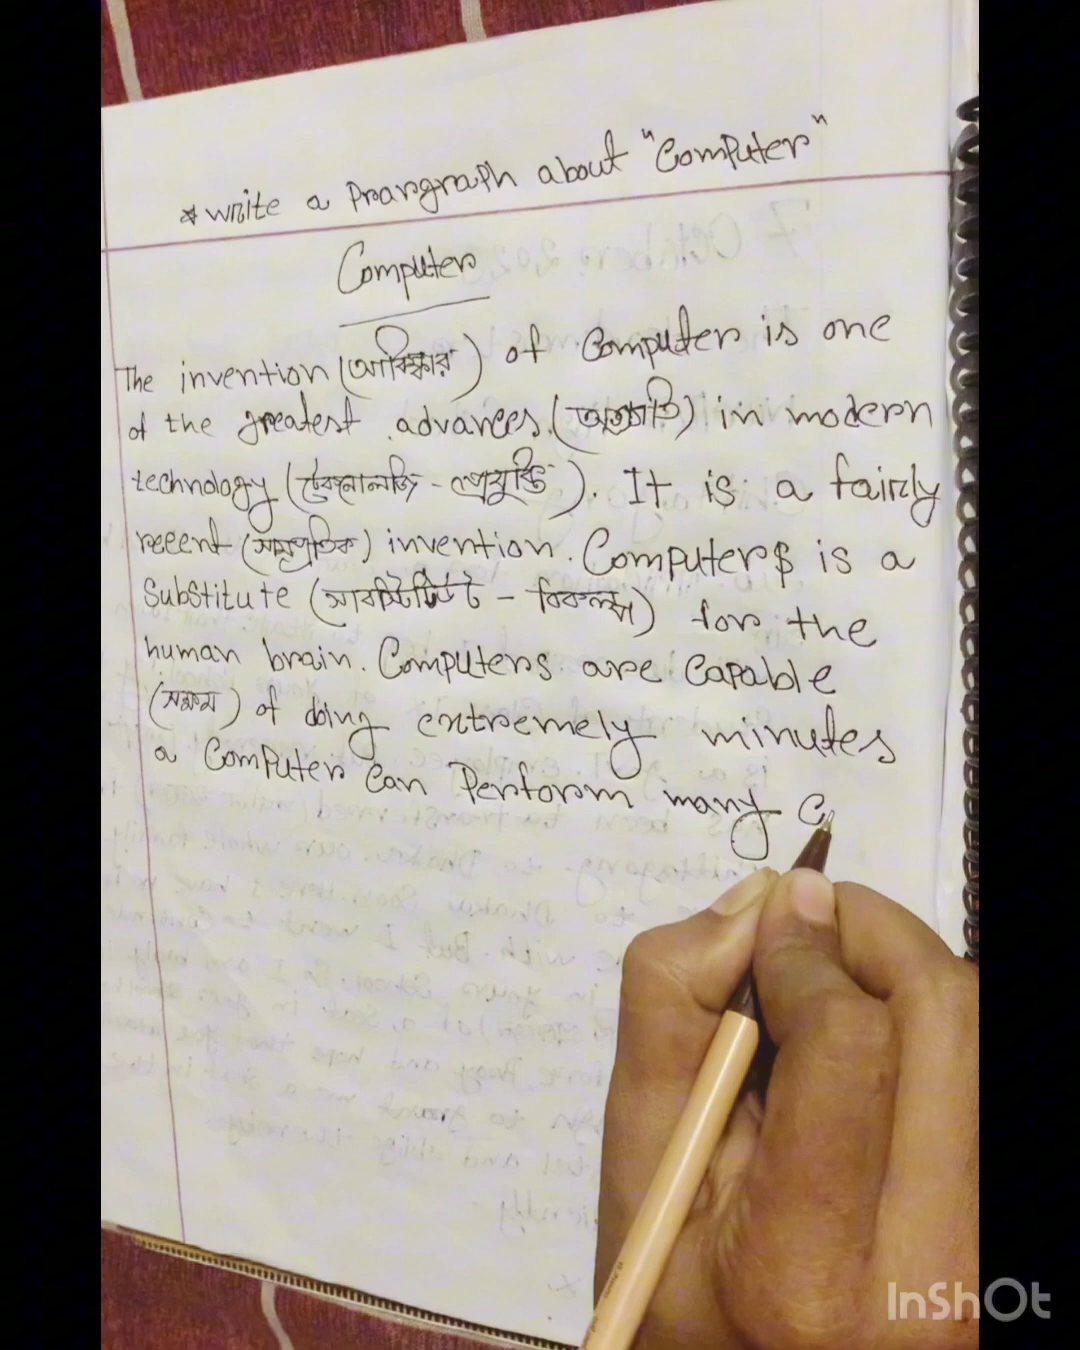 * write a Praragraph about "Computer"
Computer
The invention (আবিষ্কার) of Computer is one
of the greatest advances (অগ্রগতি) in modern
technology (টেকনোলজি - প্রযুক্তি). It is a fairly
recent (সাম্প্রতিক) invention. Computers is a
Substitute (সাবস্টিটিউট - বিকল্প) for the
human brain. Computers are Capable
(সক্ষম) of doing extremely minutes
a Computer Can Perform many C
InShOt